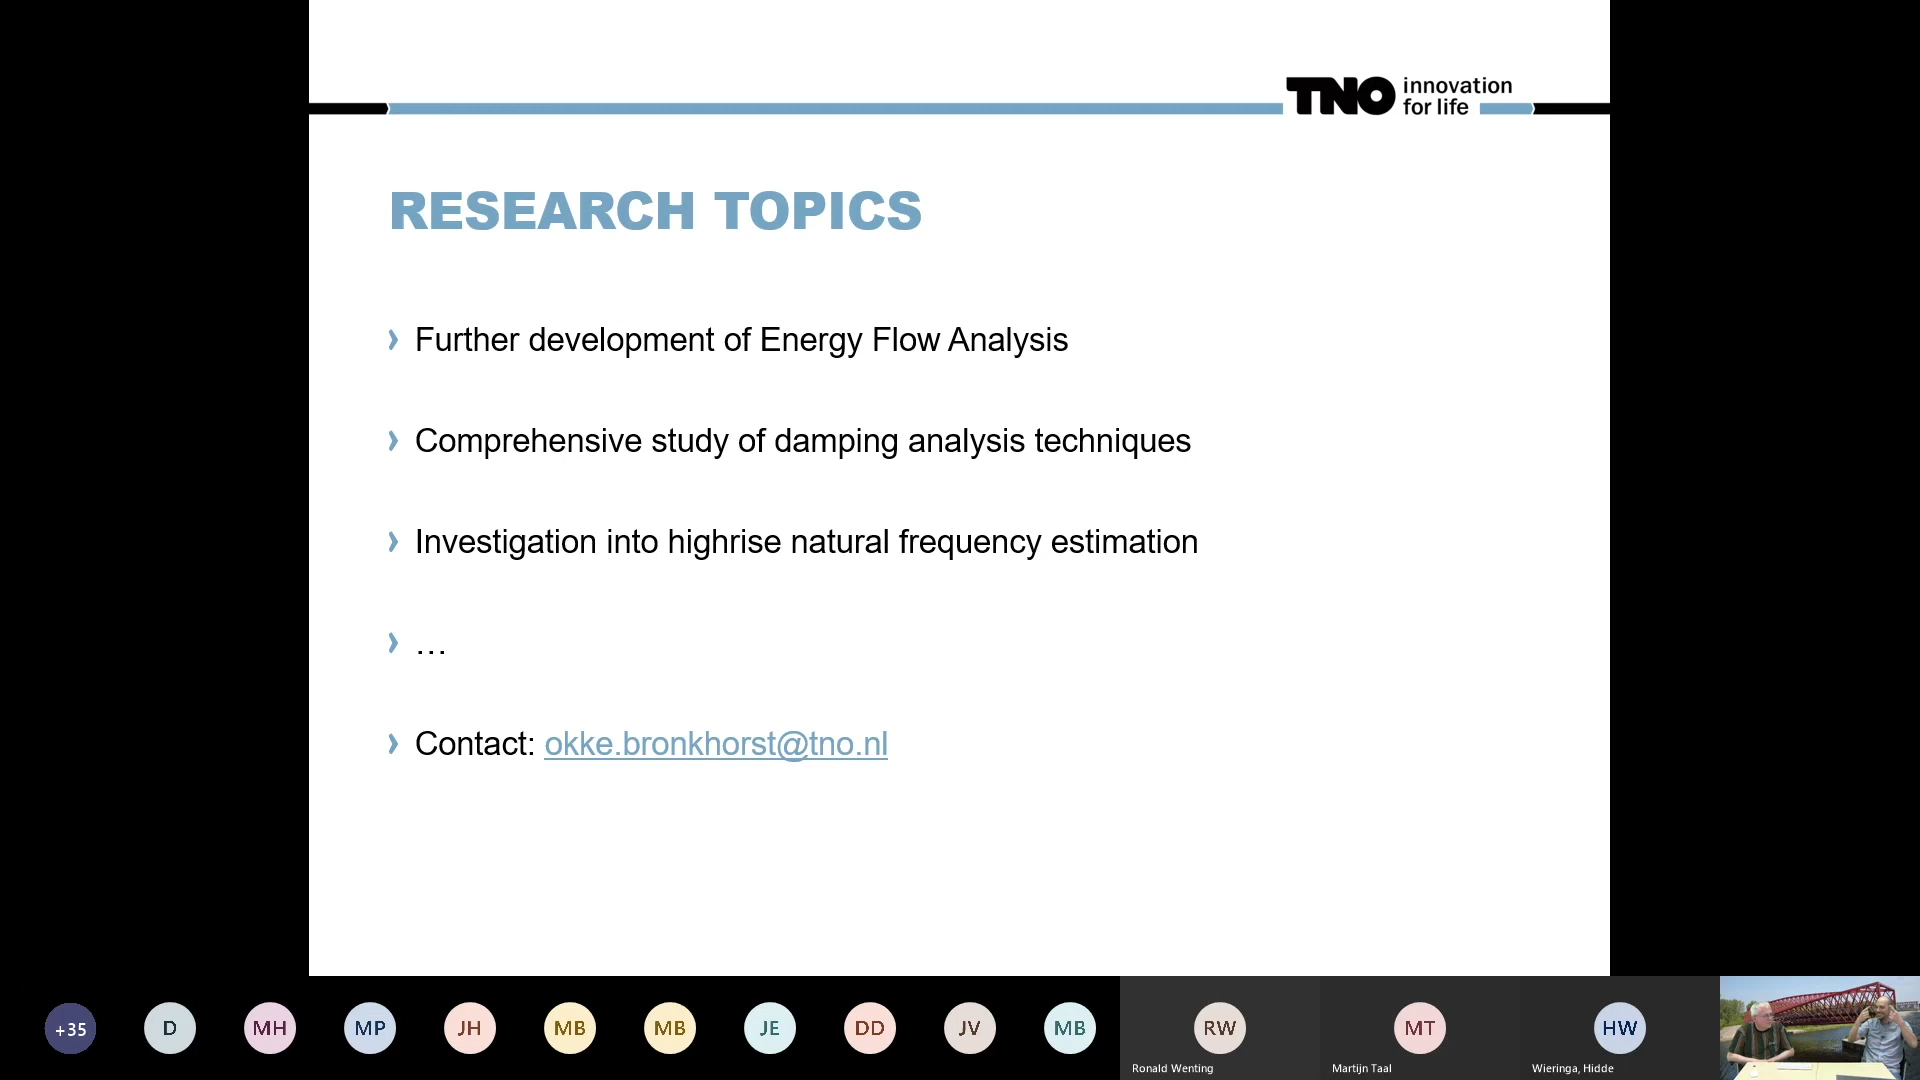 TNO innovation
for life
RESEARCH TOPICS
Further development of Energy Flow Analysis
Comprehensive study of damping analysis techniques
Investigation into highrise natural frequency estimation
…
Contact: okke.bronkhorst@tno.nl
+35 D MH MP JH MB MB JE DD JV MB RW MT HW
Ronald Wenting Martijn Taal Wieringa, Hidde